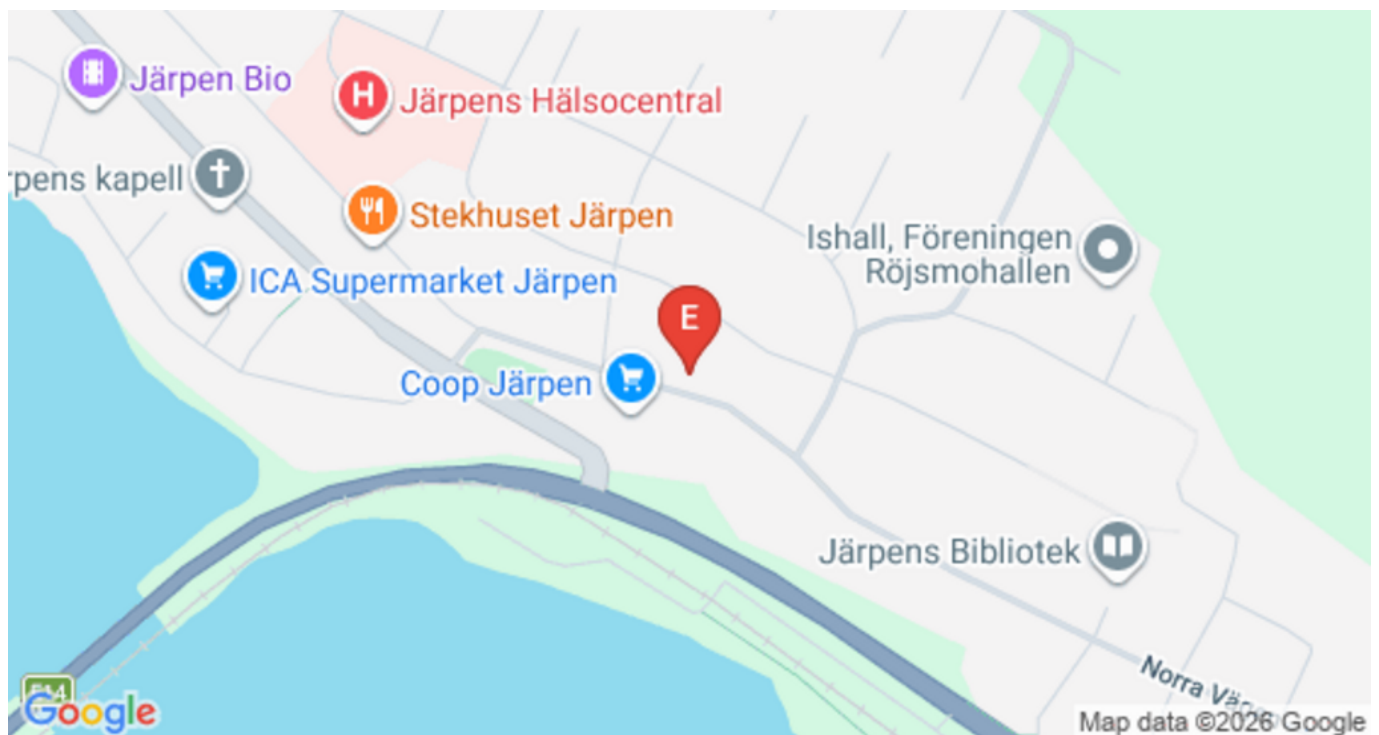 Järpen Bio
H
Järpens Hälsocentral
rpens kapell
Stekhuset Järpen
Ishall, Föreningen
Röjsmohallen
ICA Supermarket Järpen
E
Coop Järpen
Järpens Bibliotek
Norra
E14
Google
Map data ©2026 Google